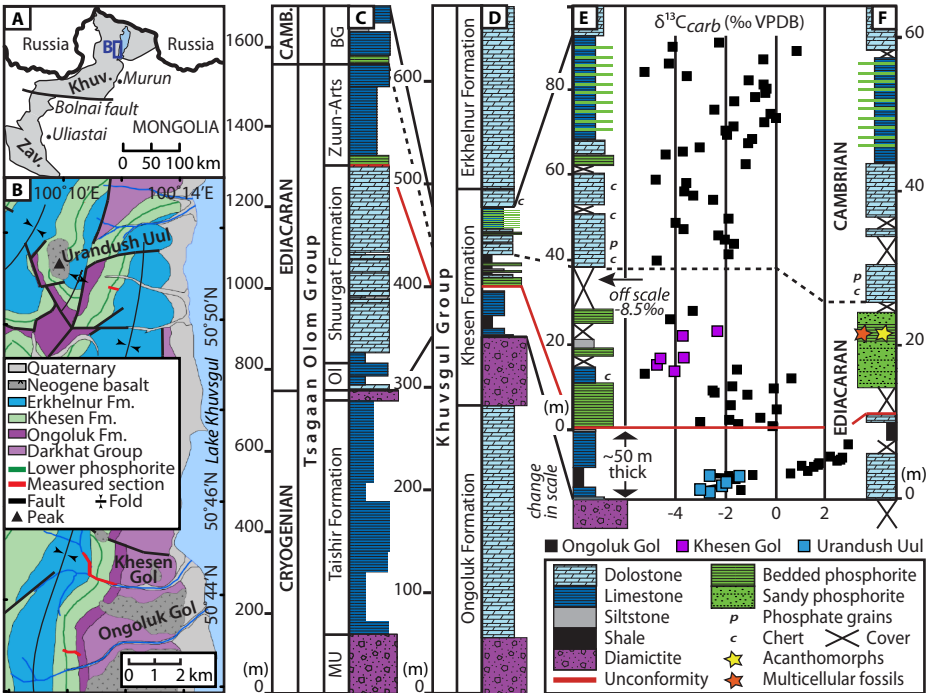 A
Russia
Russia
B
Khuv.
Murun
Bolnai fault
Uliastai
MONGOLIA
Zav.
0 50 100
km
B
100°10'E
100°14'E
Urandush Uul
50°50'N
Lake Khuvsgul
Quaternary
Neogene basalt
Erkhelnur Fm.
Khesen Fm.
Ongoluk Fm.
Darkhat Group
Lower phosphorite
Measured section
Fault
Fold
Peak
50°46'N
Khesen Gol
50°44'N
Ongoluk Gol
0 1 2 km
C
1600
1400
1200
1000
800
600
400
200
(m)
0
CAMB.
EDIACARAN
CRYOGENIAN
Tsagaan Olom Group
BG
Zuun-Arts
Shuurgat Formation
Ol
Taishir Formation
MU
D
600
500
400
300
200
100
(m)
0
Khuvsgul Group
Erkhelnur Formation
Khesen Formation
Ongoluk Formation
c
E
80
60
40
20
(m)
0
c
c
p
c
c
change in scale
~50 m thick
δ¹³Ccarb (‰ VPDB)
off scale
-8.5‰
-4 -2 0 2
F
60
40
20
(m)
0
CAMBRIAN
EDIACARAN
p
c
Ongoluk Gol
Khesen Gol
Urandush Uul
Dolostone
Limestone
Siltstone
Shale
Diamictite
Unconformity
Bedded phosphorite
Sandy phosphorite
p Phosphate grains
c Chert
Cover
Acanthomorphs
Multicellular fossils